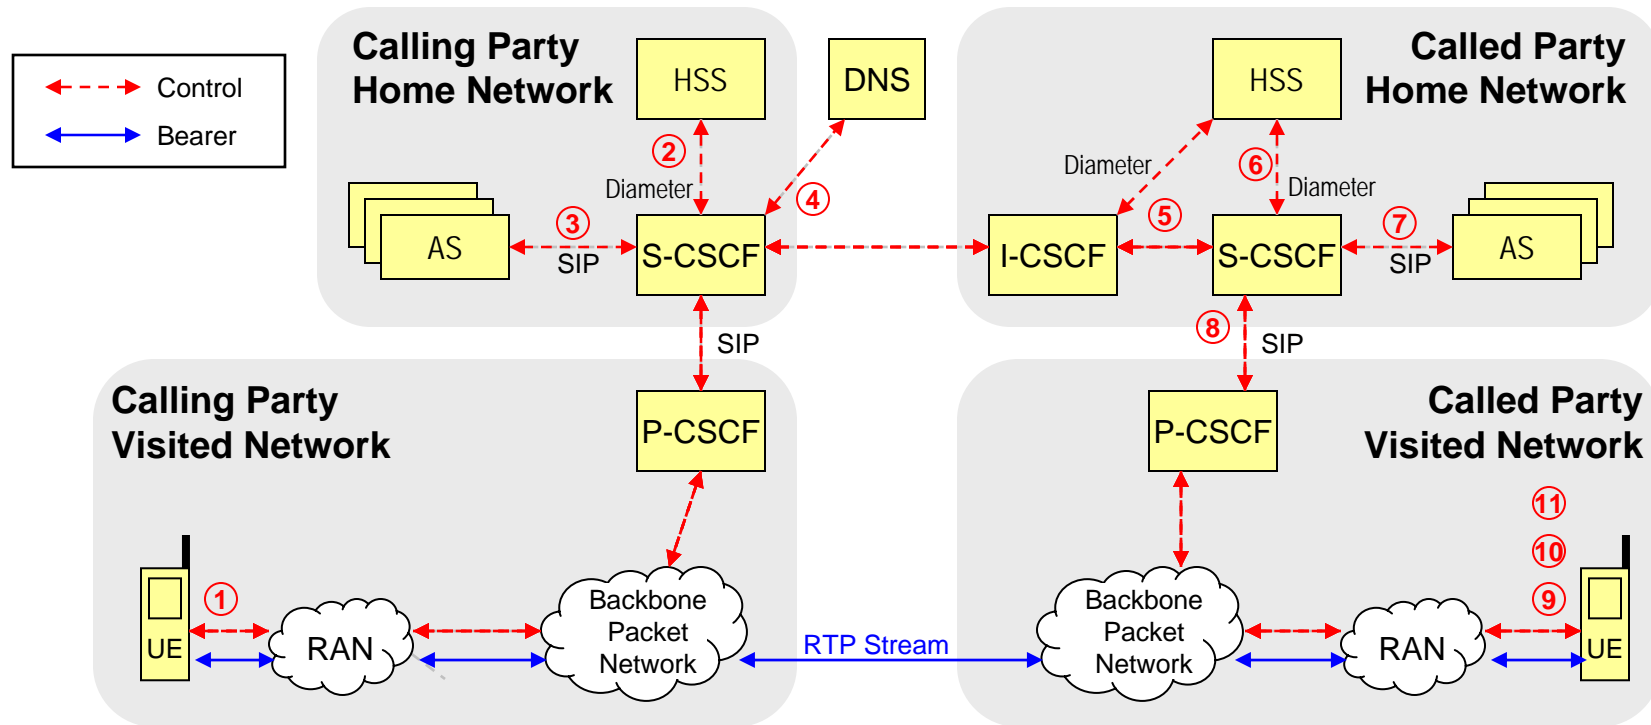 Control
Bearer
Calling Party
Home Network
HSS
DNS
2
Diameter
4
3
AS
SIP
S-CSCF
SIP
Called Party
Home Network
HSS
Diameter
6
Diameter
5
7
I-CSCF
S-CSCF
SIP
AS
8
SIP
Calling Party
Visited Network
P-CSCF
1
UE
RAN
Backbone
Packet
Network
RTP Stream
Called Party
Visited Network
P-CSCF
11
10
9
Backbone
Packet
Network
RAN
UE